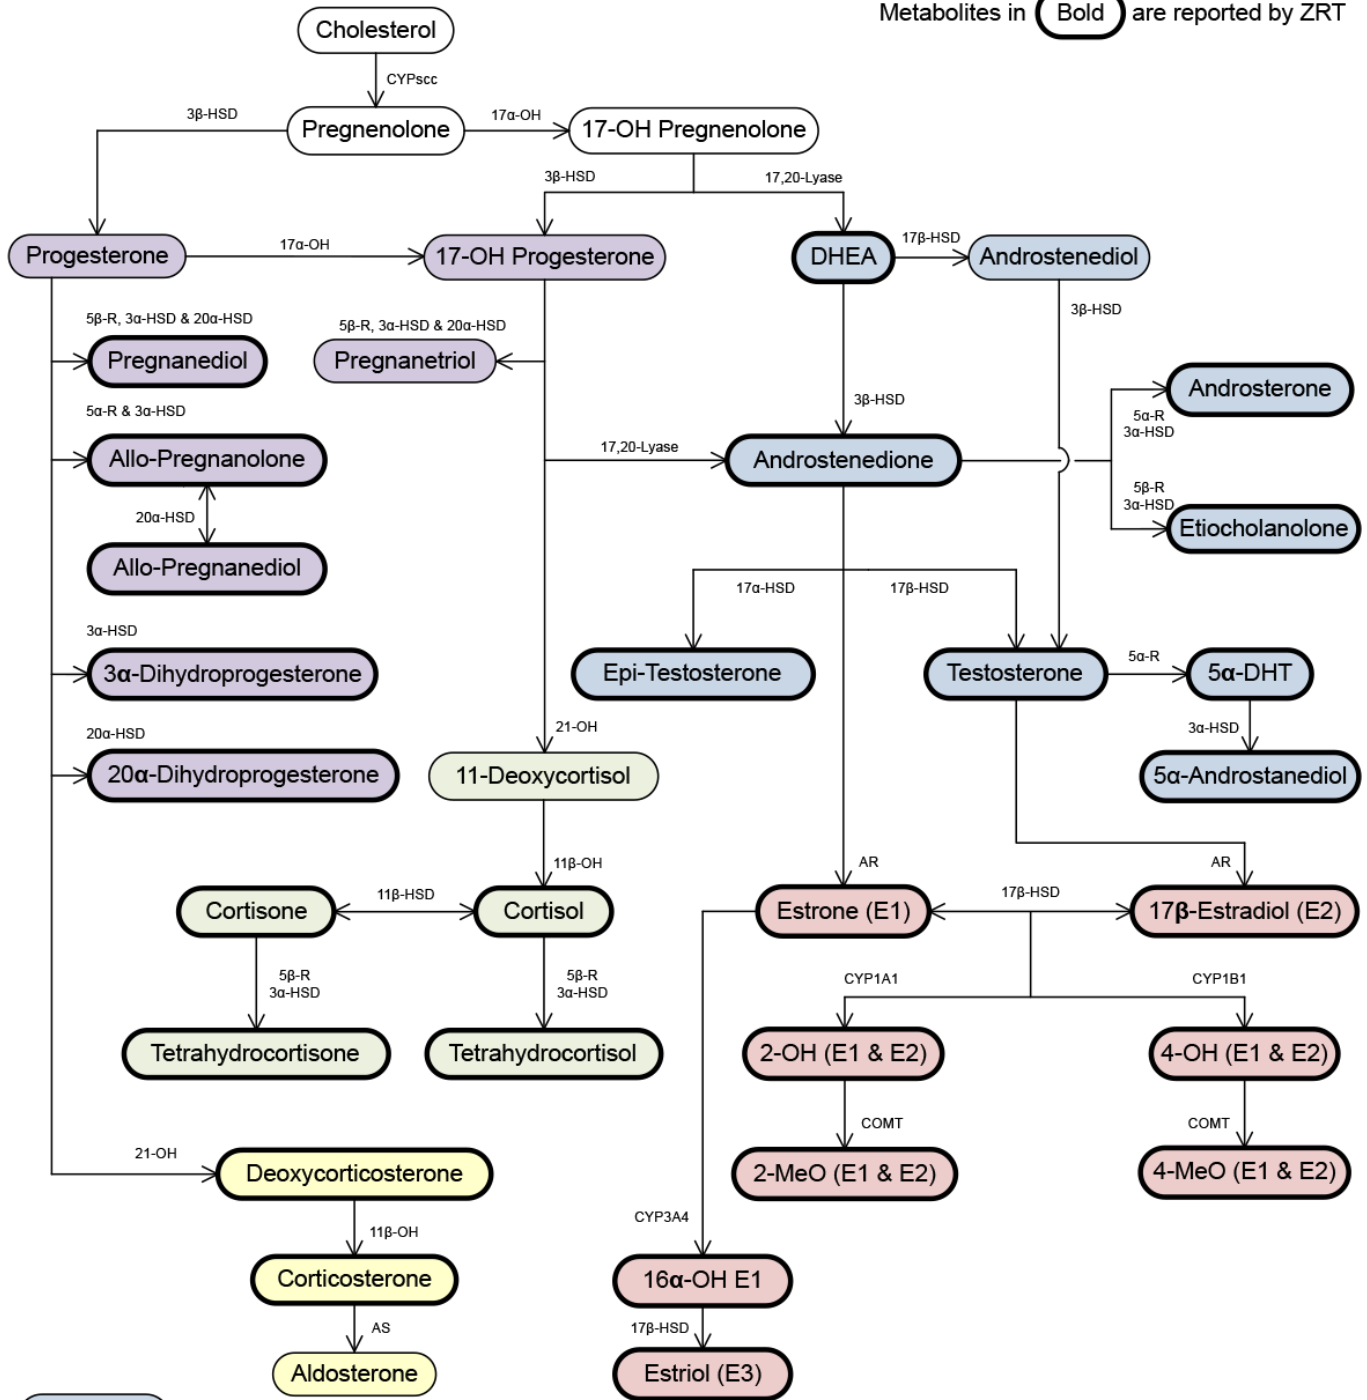 Metabolites in Bold are reported by ZRT
Cholesterol
CYPscc
3β-HSD
Pregnenolone
17α-OH
17-OH Pregnenolone
3β-HSD
17,20-Lyase
Progesterone
17α-OH
17-OH Progesterone
DHEA
17β-HSD
Androstenediol
3β-HSD
5β-R, 3α-HSD & 20α-HSD
Pregnanediol
5β-R, 3α-HSD & 20α-HSD
Pregnanetriol
Androsterone
5α-R
3α-HSD
3β-HSD
5α-R & 3α-HSD
Allo-Pregnanolone
17,20-Lyase
Androstenedione
5β-R
3α-HSD
Etiocholanolone
20α-HSD
Allo-Pregnanediol
17α-HSD
17β-HSD
3α-HSD
3α-Dihydroprogesterone
Epi-Testosterone
Testosterone
5α-R
5α-DHT
3α-HSD
20α-HSD
20α-Dihydroprogesterone
21-OH
11-Deoxycortisol
5α-Androstanediol
11β-OH
AR
AR
Cortisone
11β-HSD
Cortisol
Estrone (E1)
17β-HSD
17β-Estradiol (E2)
5β-R
3α-HSD
5β-R
3α-HSD
CYP1A1
CYP1B1
Tetrahydrocortisone
Tetrahydrocortisol
2-OH (E1 & E2)
4-OH (E1 & E2)
COMT
COMT
21-OH
Deoxycorticosterone
2-MeO (E1 & E2)
4-MeO (E1 & E2)
11β-OH
CYP3A4
Corticosterone
16α-OH E1
AS
17β-HSD
Aldosterone
Estriol (E3)